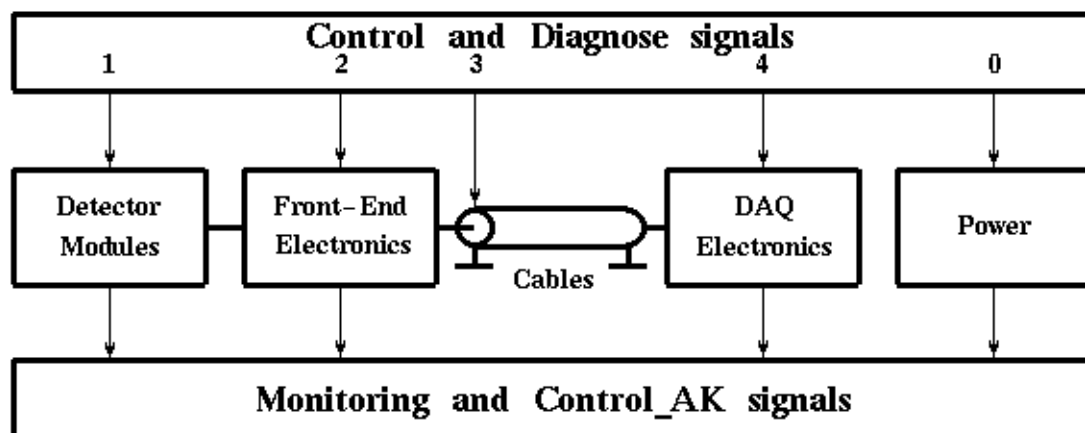 Control and Diagnose signals
1 2 3 4 0
Detector
Modules
Front-End
Electronics
Cables
DAQ
Electronics
Power
Monitoring and Control_AK signals